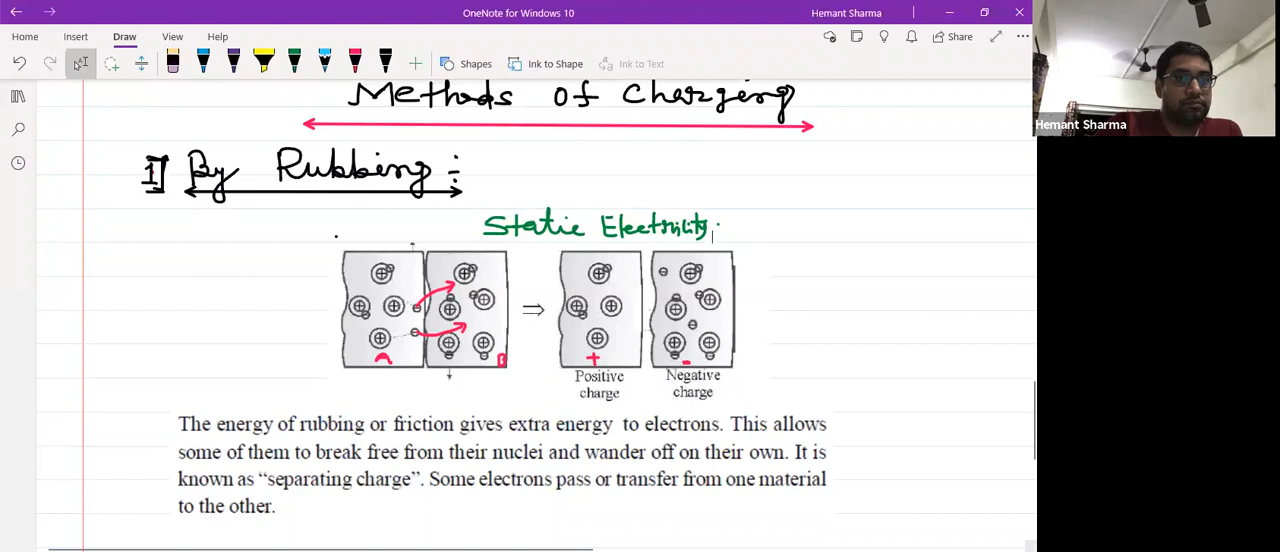 OneNote for Windows 10
Hemant Sharma
Home Insert Draw View Help
Share
Shapes Ink to Shape Ink to Text
Hemant Sharma
Methods of Charging
1] By Rubbing :-
Static Electricity.
A B + -
Positive charge
Negative charge
The energy of rubbing or friction gives extra energy to electrons. This allows
some of them to break free from their nuclei and wander off on their own. It is
known as “separating charge”. Some electrons pass or transfer from one material
to the other.